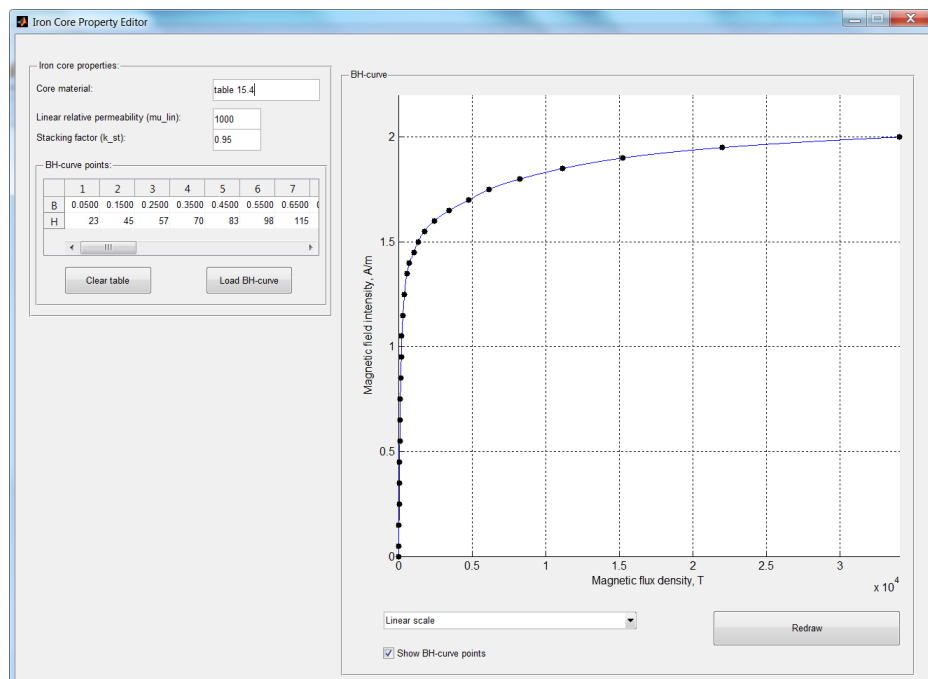 Iron Core Property Editor
Iron core properties:
Core material:
table 15.4
Linear relative permeability (mu_lin):
1000
Stacking factor (k_st):
0.95
BH-curve points:
1 2 3 4 5 6 7
B 0.0500 0.1500 0.2500 0.3500 0.4500 0.5500 0.6500
H 23 45 57 70 83 98 115
Clear table
Load BH-curve
BH-curve
Magnetic field intensity, A/m
2
1.5
1
0.5
0
0 0.5 1 1.5 2 2.5 3
Magnetic flux density, T
x 10^4
Linear scale
Redraw
Show BH-curve points